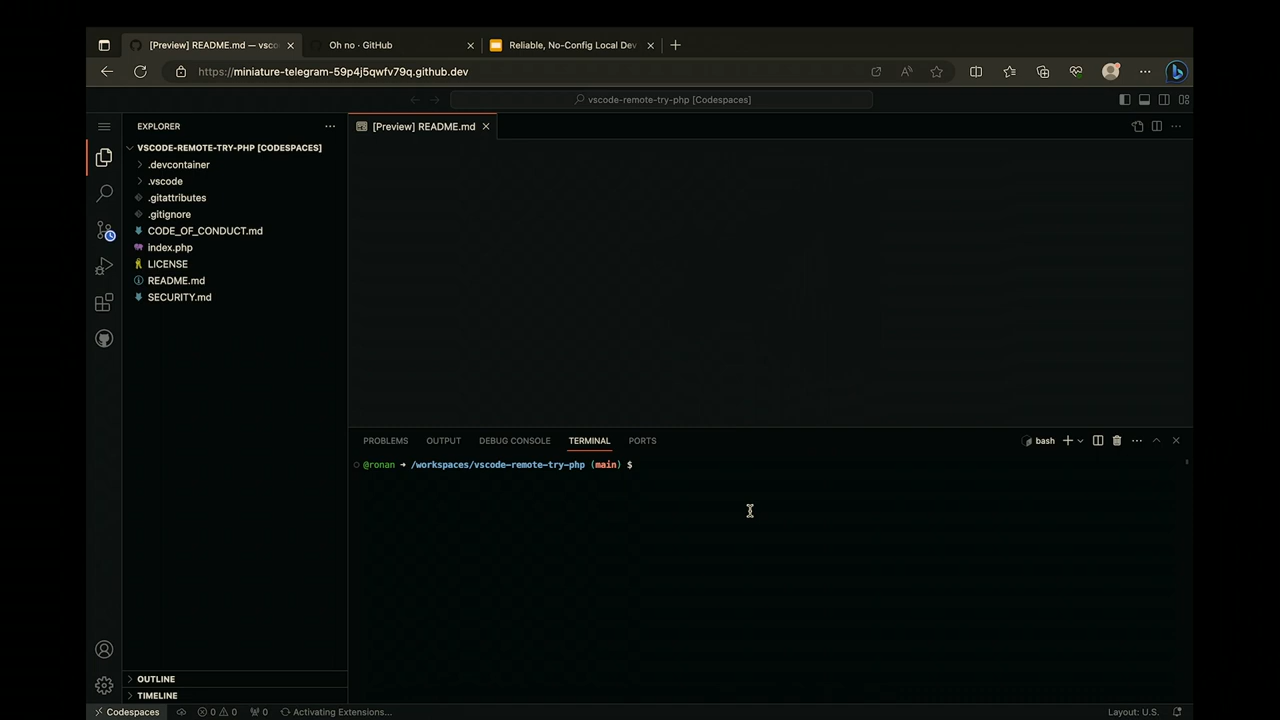 [Preview] README.md — vsco
Oh no · GitHub
Reliable, No-Config Local Dev
https://miniature-telegram-59p4j5qwfv79q.github.dev
vscode-remote-try-php [Codespaces]
EXPLORER
[Preview] README.md
VSCODE-REMOTE-TRY-PHP [CODESPACES]
.devcontainer
.vscode
.gitattributes
.gitignore
CODE_OF_CONDUCT.md
index.php
LICENSE
README.md
SECURITY.md
PROBLEMS
OUTPUT
DEBUG CONSOLE
TERMINAL
PORTS
bash
@ronan ➜ /workspaces/vscode-remote-try-php (main) $
OUTLINE
TIMELINE
Codespaces
0
0
0
Activating Extensions...
Layout: U.S.